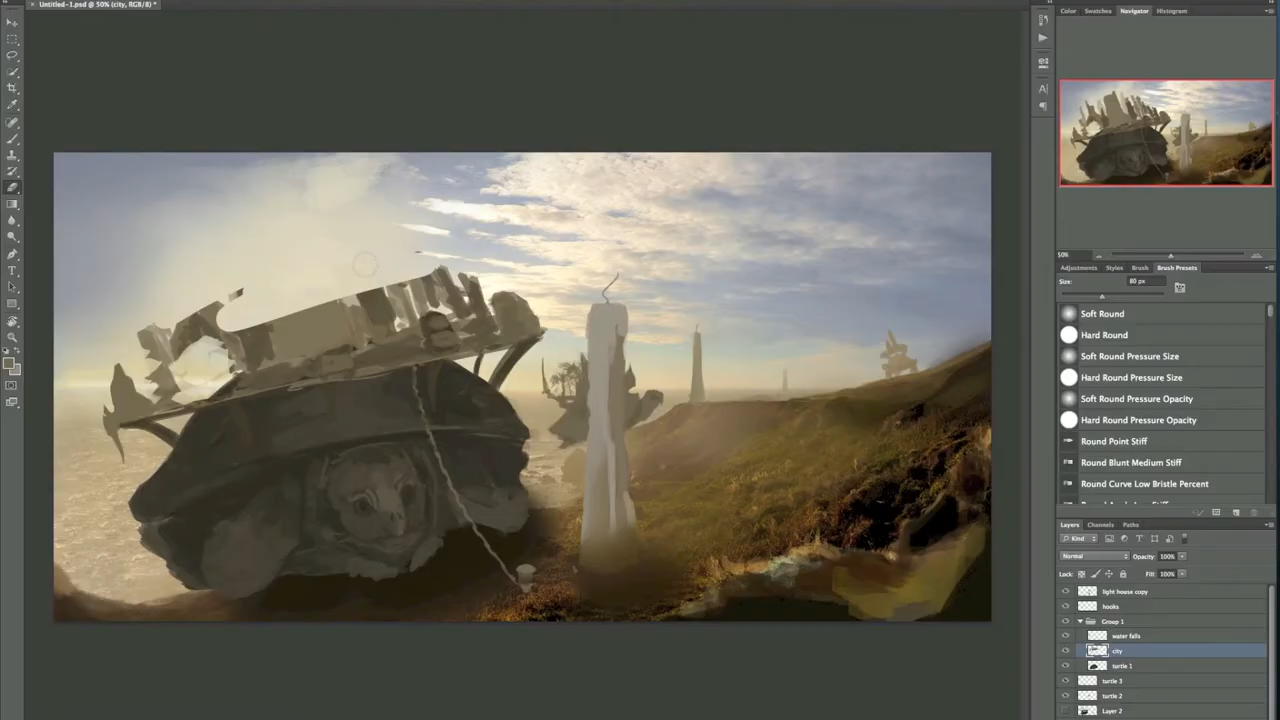 Untitled-1.psd @ 50% (city, RGB/8) *
Color Swatches Navigator Histogram
50%
Adjustments Styles Brush Brush Presets
Size: 80 px
Soft Round
Hard Round
Soft Round Pressure Size
Hard Round Pressure Size
Soft Round Pressure Opacity
Hard Round Pressure Opacity
Round Point Stiff
Round Blunt Medium Stiff
Round Curve Low Bristle Percent
Layers Channels Paths
Kind
Normal Opacity: 100%
Lock: Fill: 100%
light house copy
hooks
Group 1
water falls
city
turtle 1
turtle 3
turtle 2
Layer 2